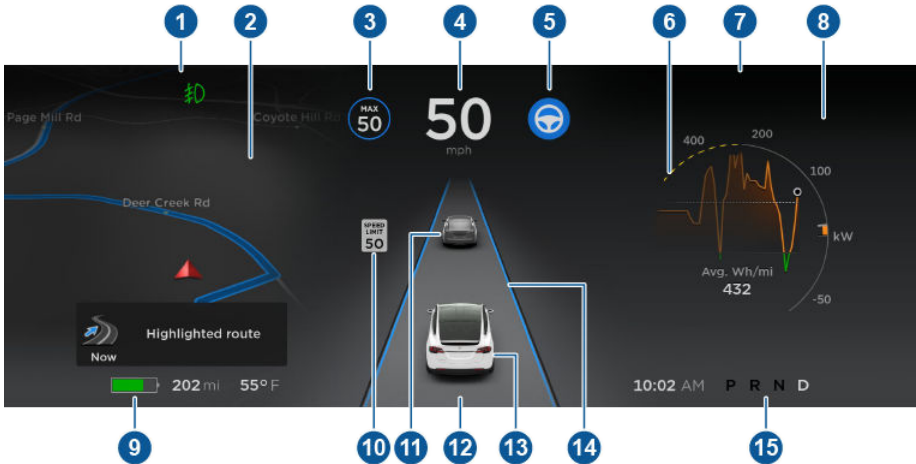 1
2
3
4
5
6
7
8
Page Mill Rd
Coyote Hill Rd
MAX
50
50
mph
400
200
100
Deer Creek Rd
SPEED
LIMIT
50
kW
Avg. Wh/mi
432
-50
Highlighted route
Now
202 mi 55°F
10:02 AM P R N D
9
10
11
12
13
14
15